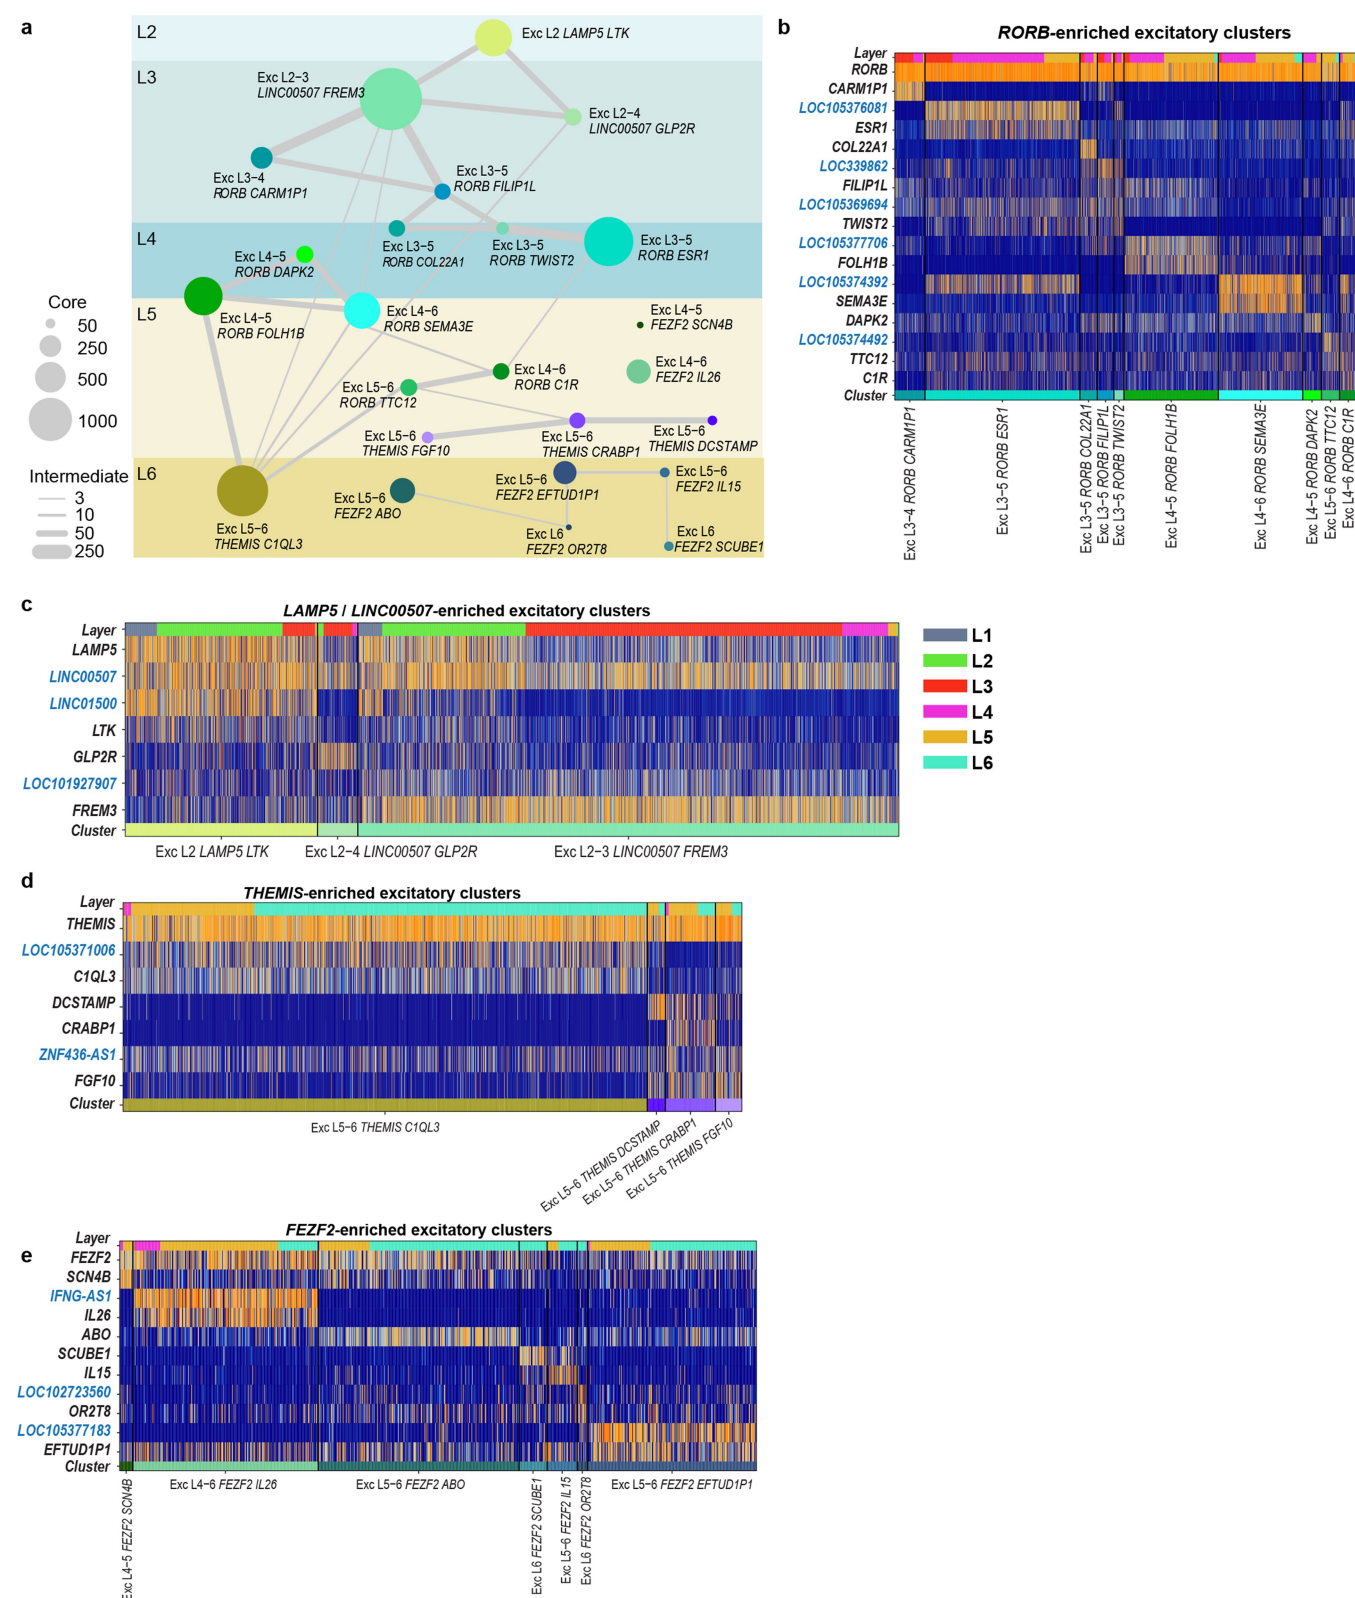 a
L2
Exc L2 LAMP5 LTK
L3
Exc L2–3
LINC00507 FREM3
Exc L2–4
LINC00507 GLP2R
Exc L3–4
RORB CARM1P1
Exc L3–5
RORB FILIP1L
L4
Exc L3–5
RORB COL22A1
Exc L3–5
RORB TWIST2
Exc L3–5
RORB ESR1
Exc L4–5
RORB DAPK2
L5
Exc L4–5
RORB FOLH1B
Exc L4–6
RORB SEMA3E
Exc L4–5
FEZF2 SCN4B
Exc L4–6
RORB C1R
Exc L4–6
FEZF2 IL26
Exc L5–6
RORB TTC12
Exc L5–6
THEMIS FGF10
Exc L5–6
THEMIS CRABP1
Exc L5–6
THEMIS DCSTAMP
L6
Exc L5–6
THEMIS C1QL3
Exc L5–6
FEZF2 ABO
Exc L5–6
FEZF2 EFTUD1P1
Exc L5–6
FEZF2 IL15
Exc L6
FEZF2 OR2T8
Exc L6
FEZF2 SCUBE1
Core
50
250
500
1000
Intermediate
3
10
50
250
b
RORB-enriched excitatory clusters
Layer
RORB
CARM1P1
LOC105376081
ESR1
COL22A1
LOC339862
FILIP1L
LOC105369694
TWIST2
LOC105377706
FOLH1B
LOC105374392
SEMA3E
DAPK2
LOC105374492
TTC12
C1R
Cluster
Exc L3–4 RORB CARM1P1
Exc L3–5 RORB ESR1
Exc L3–5 RORB COL22A1
Exc L3–5 RORB FILIP1L
Exc L3–5 RORB TWIST2
Exc L4–5 RORB FOLH1B
Exc L4–6 RORB SEMA3E
Exc L4–5 RORB DAPK2
Exc L5–6 RORB TTC12
Exc L4–6 RORB C1R
c
LAMP5 / LINC00507-enriched excitatory clusters
Layer
LAMP5
LINC00507
LINC01500
LTK
GLP2R
LOC101927907
FREM3
Cluster
Exc L2 LAMP5 LTK
Exc L2–4 LINC00507 GLP2R
Exc L2–3 LINC00507 FREM3
L1
L2
L3
L4
L5
L6
d
THEMIS-enriched excitatory clusters
Layer
THEMIS
LOC105371006
C1QL3
DCSTAMP
CRABP1
ZNF436-AS1
FGF10
Cluster
Exc L5–6 THEMIS C1QL3
Exc L5–6 THEMIS DCSTAMP
Exc L5–6 THEMIS CRABP1
Exc L5–6 THEMIS FGF10
e
FEZF2-enriched excitatory clusters
Layer
FEZF2
SCN4B
IFNG-AS1
IL26
ABO
SCUBE1
IL15
LOC102723560
OR2T8
LOC105377183
EFTUD1P1
Cluster
Exc L4–5 FEZF2 SCN4B
Exc L4–6 FEZF2 IL26
Exc L5–6 FEZF2 ABO
Exc L6 FEZF2 SCUBE1
Exc L5–6 FEZF2 IL15
Exc L6 FEZF2 OR2T8
Exc L5–6 FEZF2 EFTUD1P1